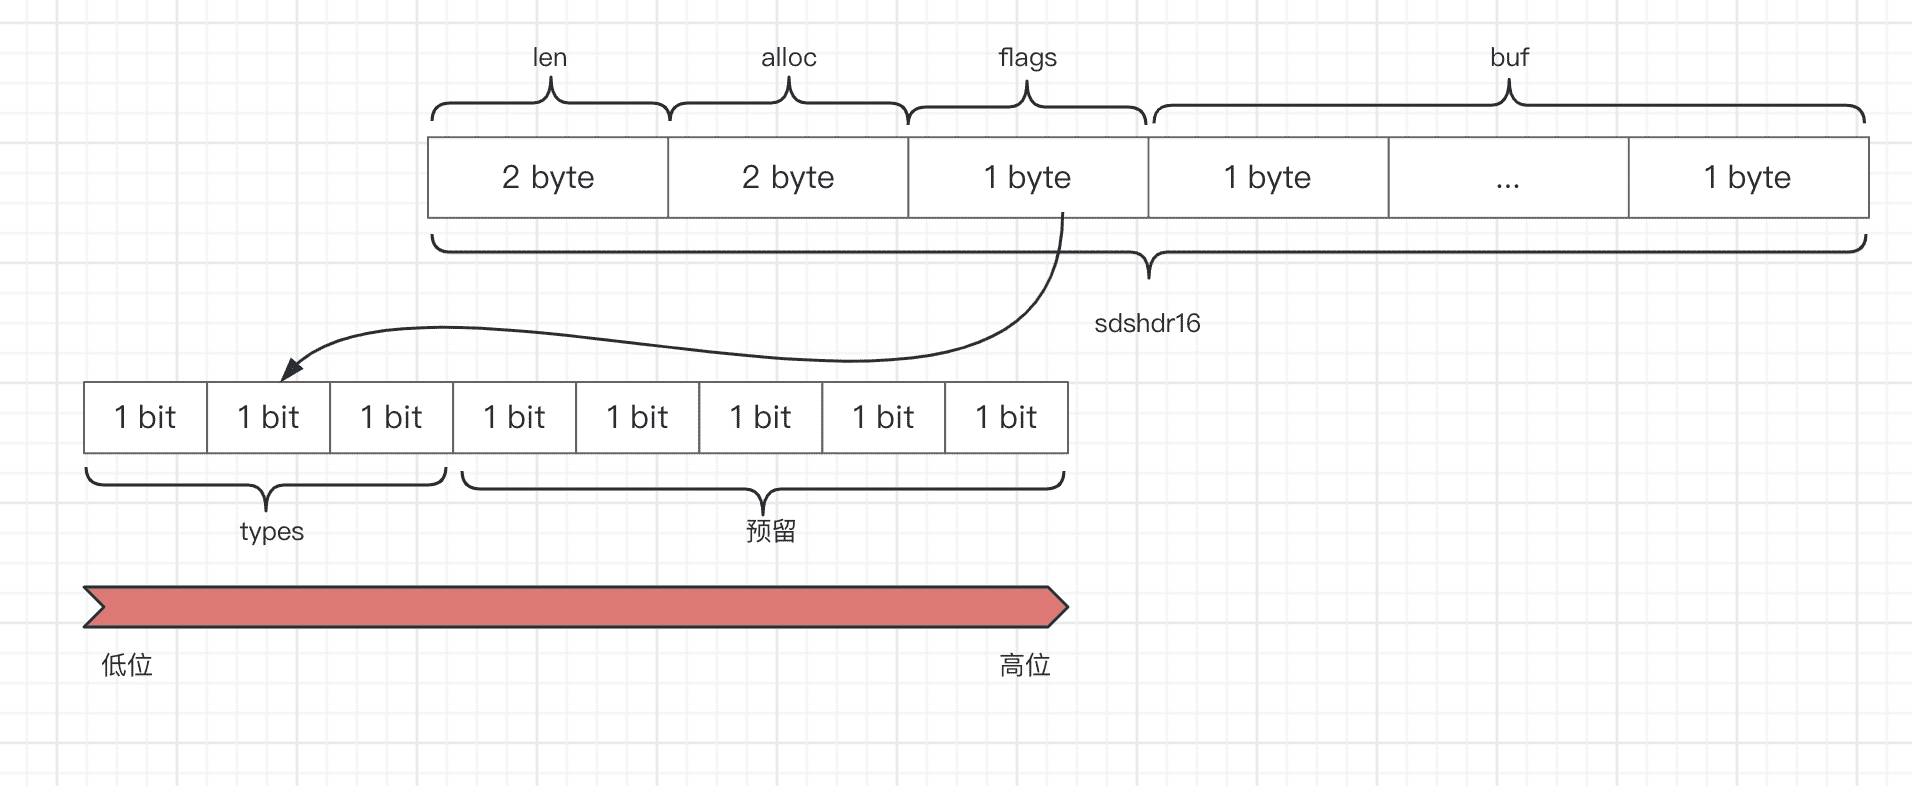 len alloc flags buf
2 byte 2 byte 1 byte 1 byte ... 1 byte
sdshdr16
1 bit 1 bit 1 bit 1 bit 1 bit 1 bit 1 bit 1 bit
types 预留
低位 高位